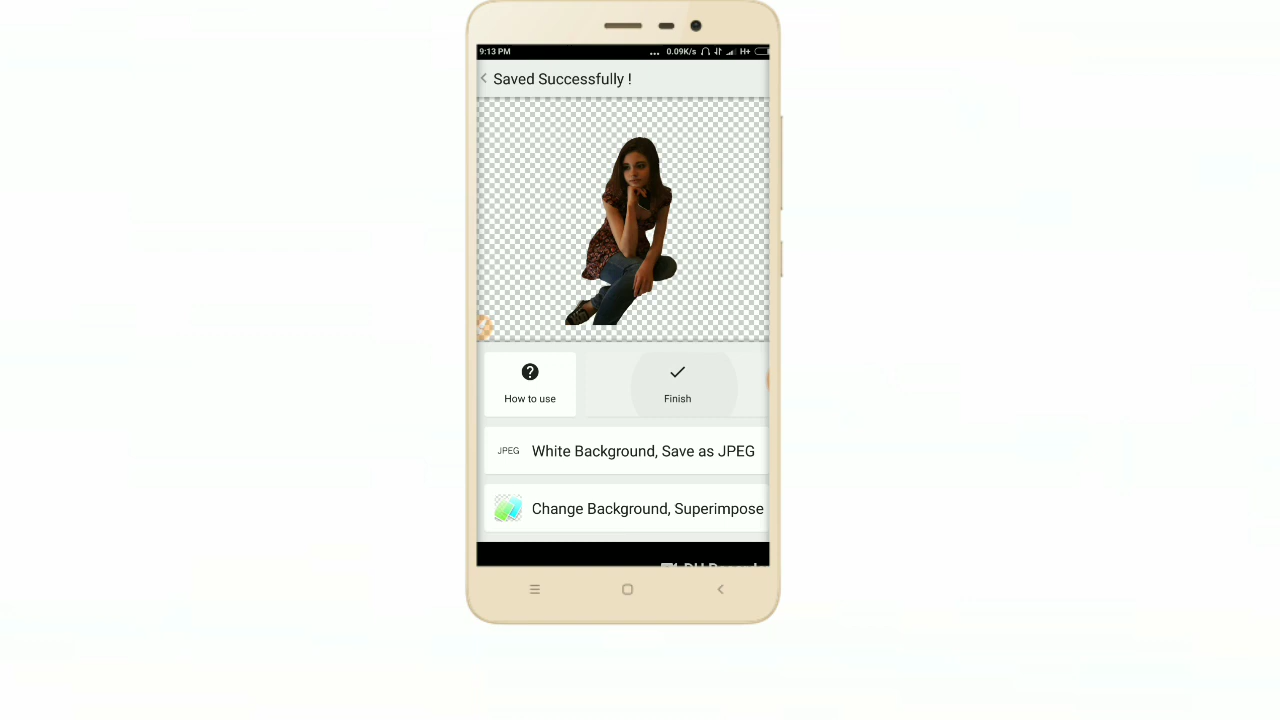 9:13 PM
... 0.09K/s H+
Saved Successfully !
How to use
Finish
JPEG White Background, Save as JPEG
Change Background, Superimpose